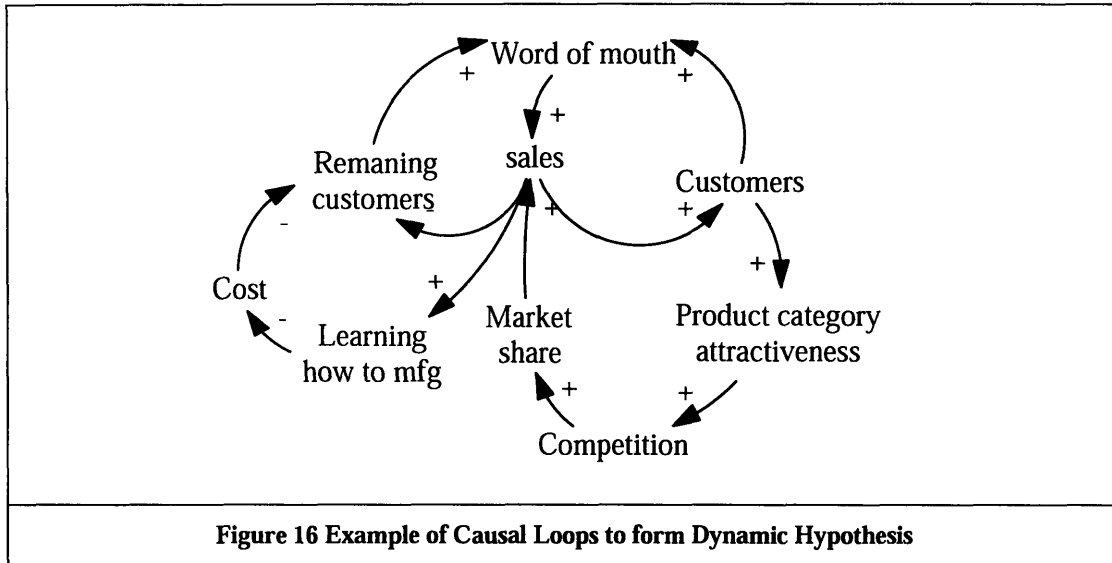 Word of mouth
+
+
+
Remaning
customers
sales
Customers
-
+
+
-
+
+
Cost
-
Learning
how to mfg
Market
share
Product category
attractiveness
+
+
Competition
Figure 16 Example of Causal Loops to form Dynamic Hypothesis